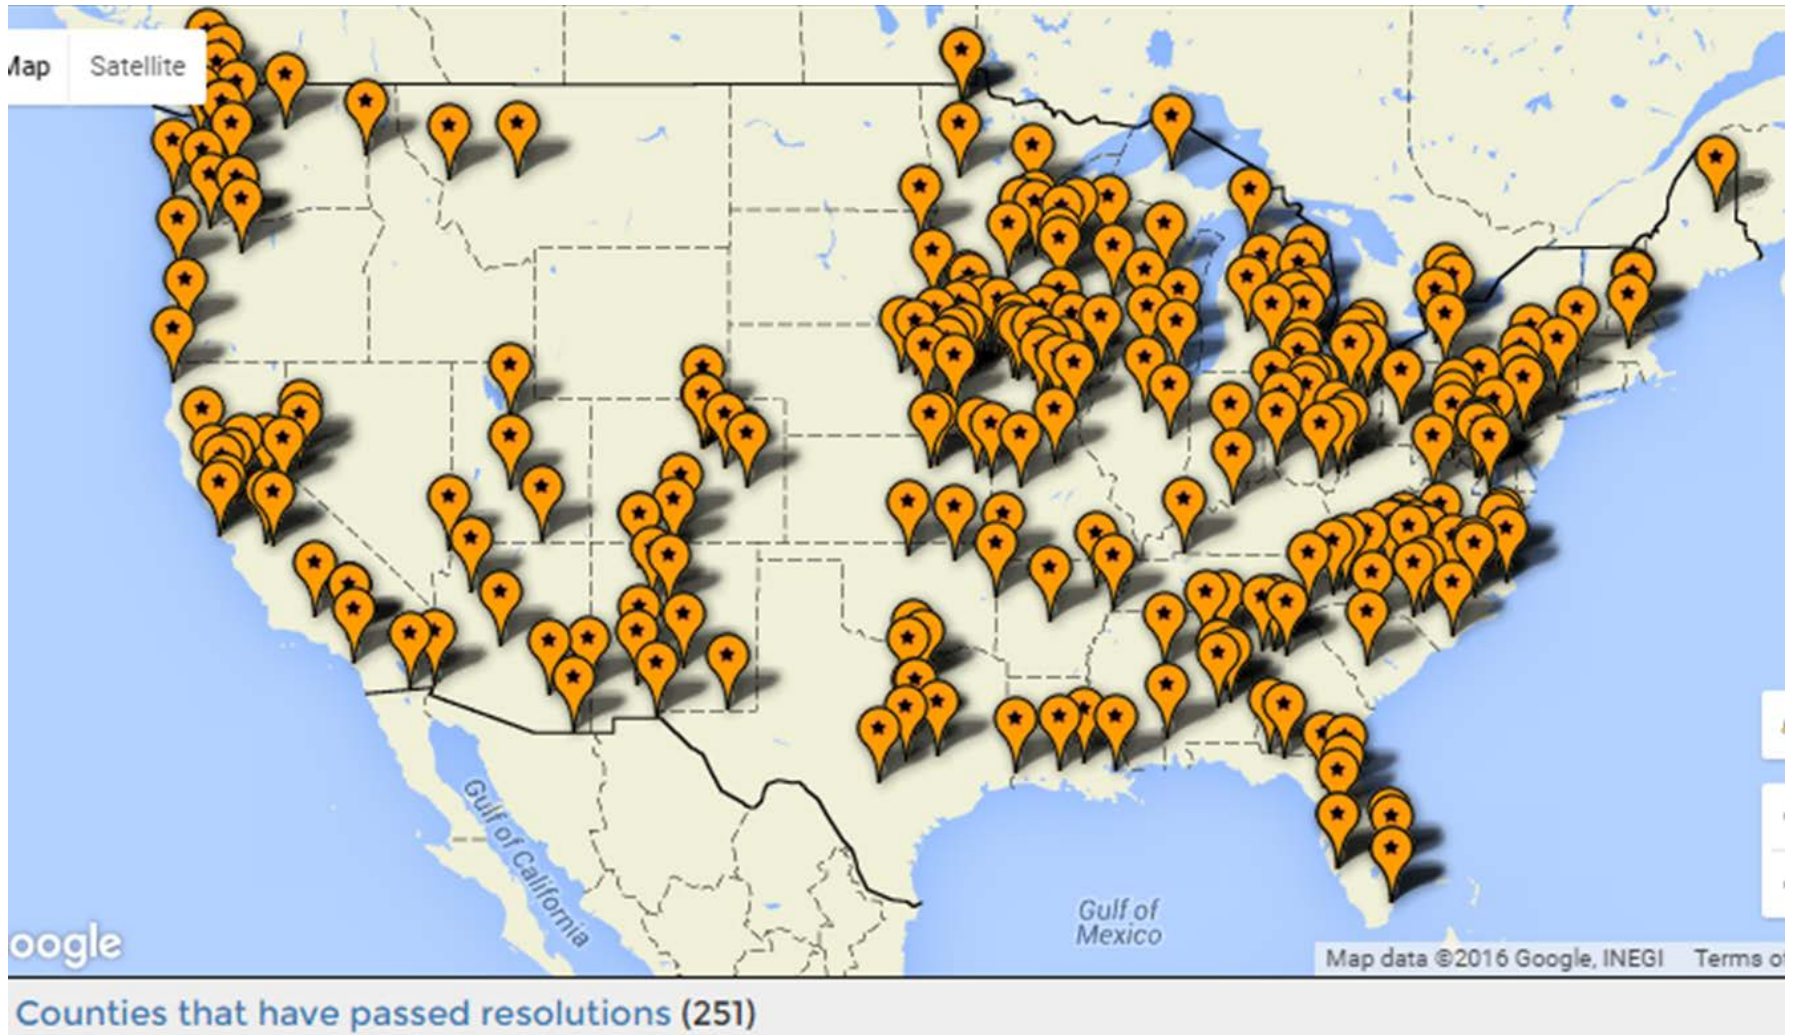 Map
Satellite
Gulf of California
Gulf of
Mexico
oogle
Map data ©2016 Google, INEGI
Terms of
Counties that have passed resolutions (251)